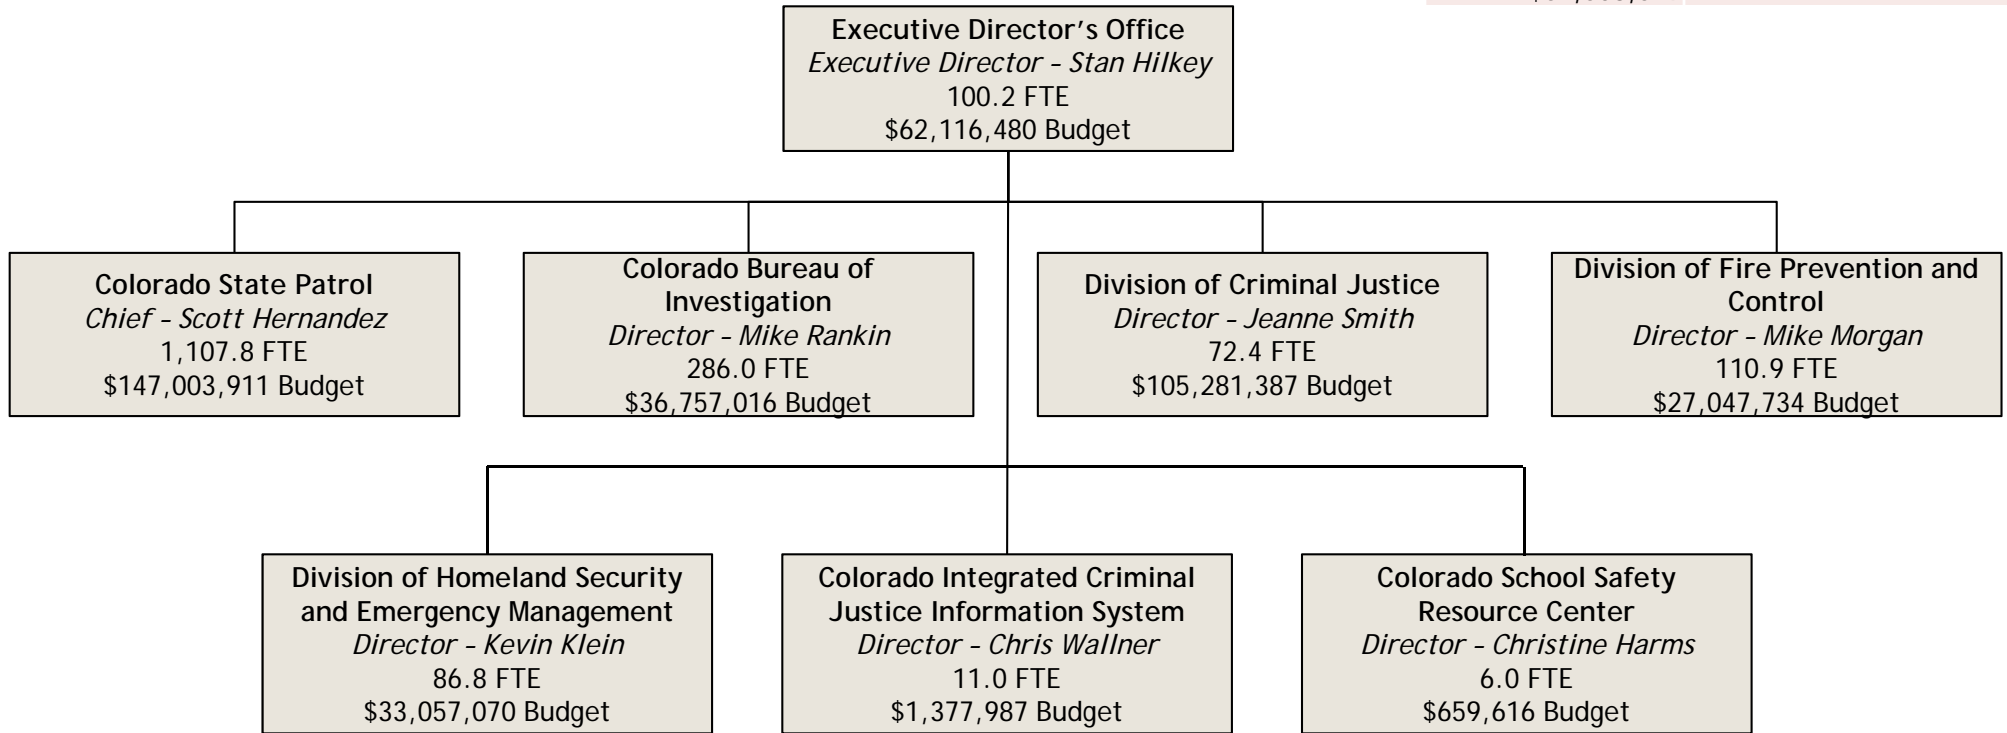 Executive Director's Office
Executive Director – Stan Hilkey
100.2 FTE
$62,116,480 Budget
Colorado State Patrol
Chief – Scott Hernandez
1,107.8 FTE
$147,003,911 Budget
Colorado Bureau of
Investigation
Director – Mike Rankin
286.0 FTE
$36,757,016 Budget
Division of Criminal Justice
Director – Jeanne Smith
72.4 FTE
$105,281,387 Budget
Division of Fire Prevention and
Control
Director – Mike Morgan
110.9 FTE
$27,047,734 Budget
Division of Homeland Security
and Emergency Management
Director – Kevin Klein
86.8 FTE
$33,057,070 Budget
Colorado Integrated Criminal
Justice Information System
Director – Chris Wallner
11.0 FTE
$1,377,987 Budget
Colorado School Safety
Resource Center
Director – Christine Harms
6.0 FTE
$659,616 Budget